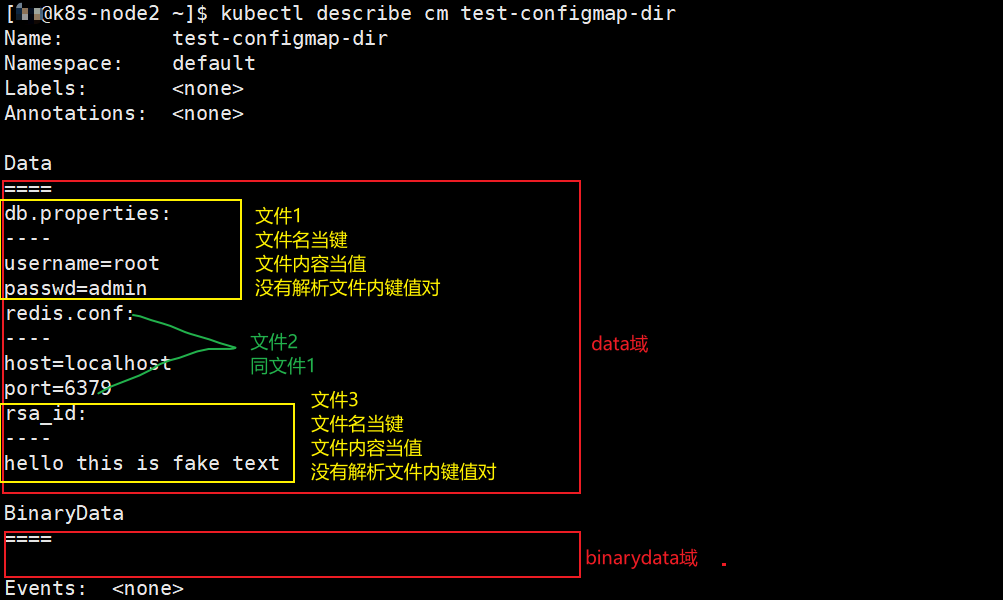 [@k8s-node2 ~]$ kubectl describe cm test-configmap-dir
Name: test-configmap-dir
Namespace: default
Labels: <none>
Annotations: <none>
Data
====
db.properties:
----
username=root
passwd=admin
文件1
文件名当键
文件内容当值
没有解析文件内键值对
redis.conf:
----
host=localhost
port=6379
文件2
同文件1
data域
rsa_id:
----
hello this is fake text
文件3
文件名当键
文件内容当值
没有解析文件内键值对
BinaryData
====
binarydata域 .
Events: <none>